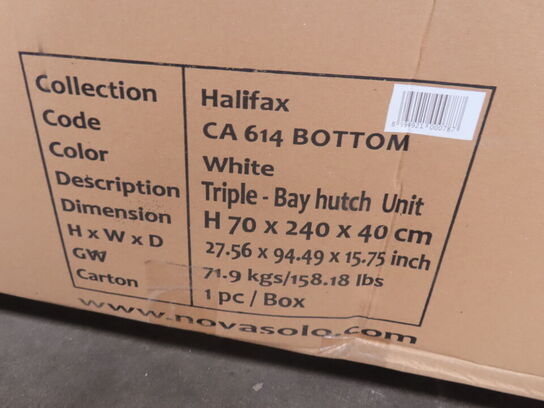 Collection Halifax
Code CA 614 BOTTOM
Color White
Description Triple - Bay hutch Unit
Dimension H 70 x 240 x 40 cm
H x W x D 27.56 x 94.49 x 15.75 inch
GW 71.9 kgs/158.18 lbs
Carton 1 pc / Box
www.novasolo.com